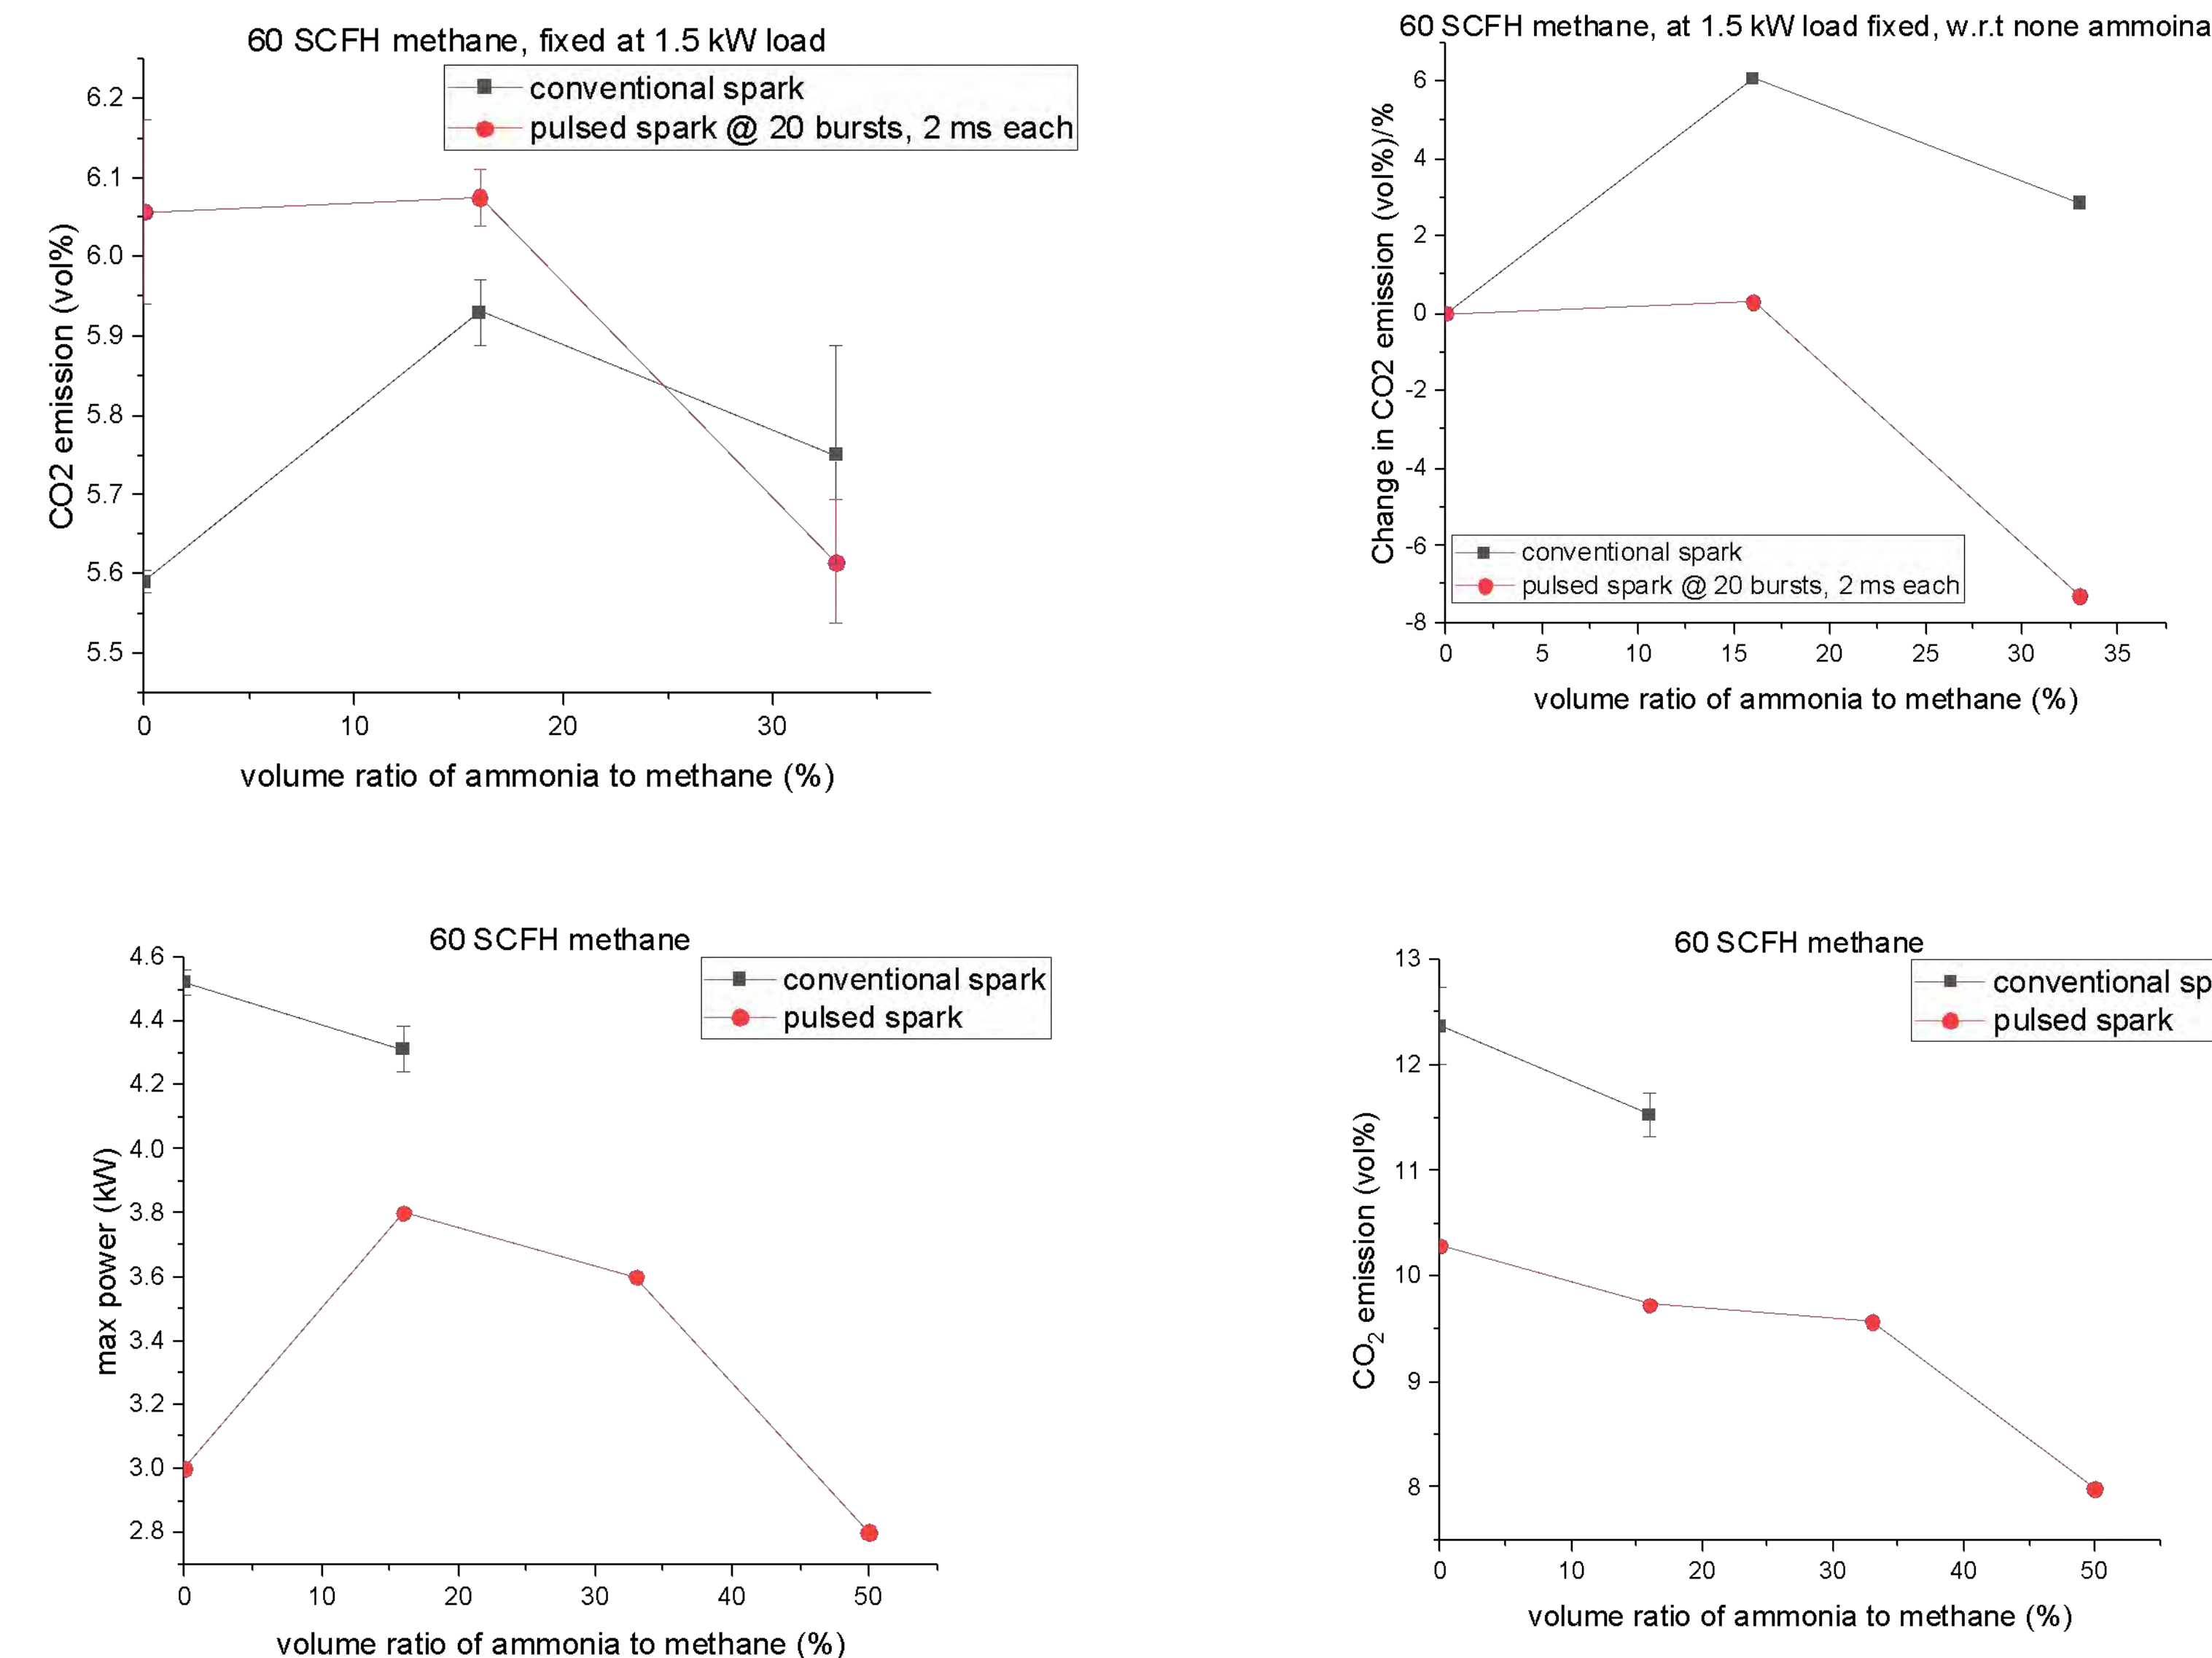 60 SCFH methane, fixed at 1.5 kW load
conventional spark
pulsed spark @ 20 bursts, 2 ms each
CO2 emission (vol%)
6.2
6.1
6.0
5.9
5.8
5.7
5.6
5.5
0 10 20 30
volume ratio of ammonia to methane (%)
60 SCFH methane, at 1.5 kW load fixed, w.r.t none ammoina
Change in CO2 emission (vol%)/%
6
4
2
0
-2
-4
-6
-8
conventional spark
pulsed spark @ 20 bursts, 2 ms each
0 5 10 15 20 25 30 35
volume ratio of ammonia to methane (%)
60 SCFH methane
conventional spark
pulsed spark
max power (kW)
4.6
4.4
4.2
4.0
3.8
3.6
3.4
3.2
3.0
2.8
0 10 20 30 40 50
volume ratio of ammonia to methane (%)
60 SCFH methane
conventional sp
pulsed spark
CO₂ emission (vol%)
13
12
11
10
9
8
0 10 20 30 40 50
volume ratio of ammonia to methane (%)